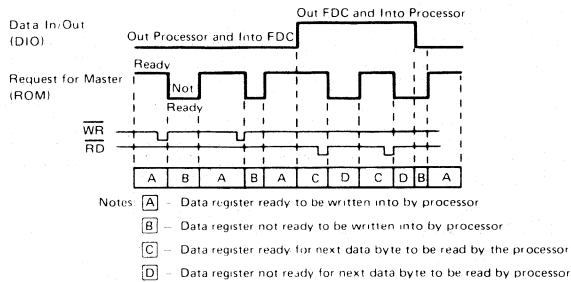 Data In/Out
(DIO)
Out Processor and Into FDC
Out FDC and Into Processor
Request for Master
(ROM)
Ready
Not
Ready
WR
RD
A B A B A C D C D B A
Notes: A – Data register ready to be written into by processor
B – Data register not ready to be written into by processor
C – Data register ready for next data byte to be read by the processor
D – Data register not ready for next data byte to be read by processor